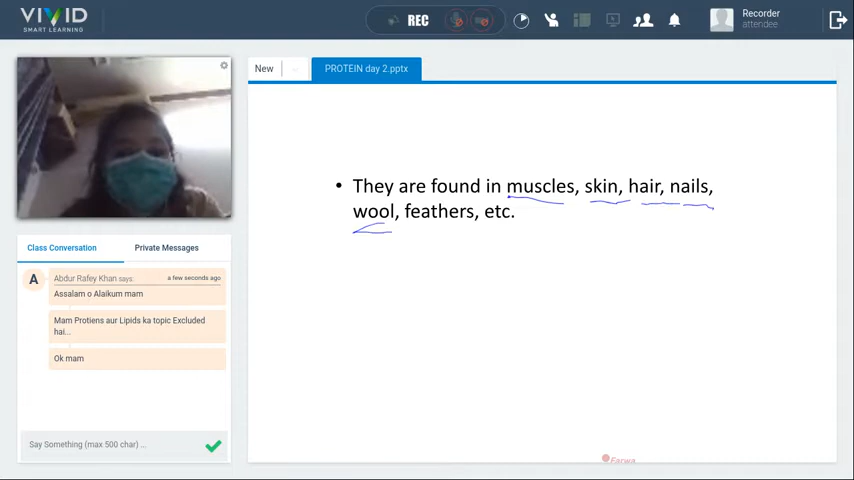 VIVID
SMART LEARNING
REC
Recorder
attendee
New
PROTEIN day 2.pptx
• They are found in muscles, skin, hair, nails,
wool, feathers, etc.
Class Conversation
Private Messages
A
Abdur Rafey Khan says:
a few seconds ago
Assalam o Alaikum mam
Mam Protiens aur Lipids ka topic Excluded
hai...
Ok mam
Say Something (max 500 char) ...
Farwa